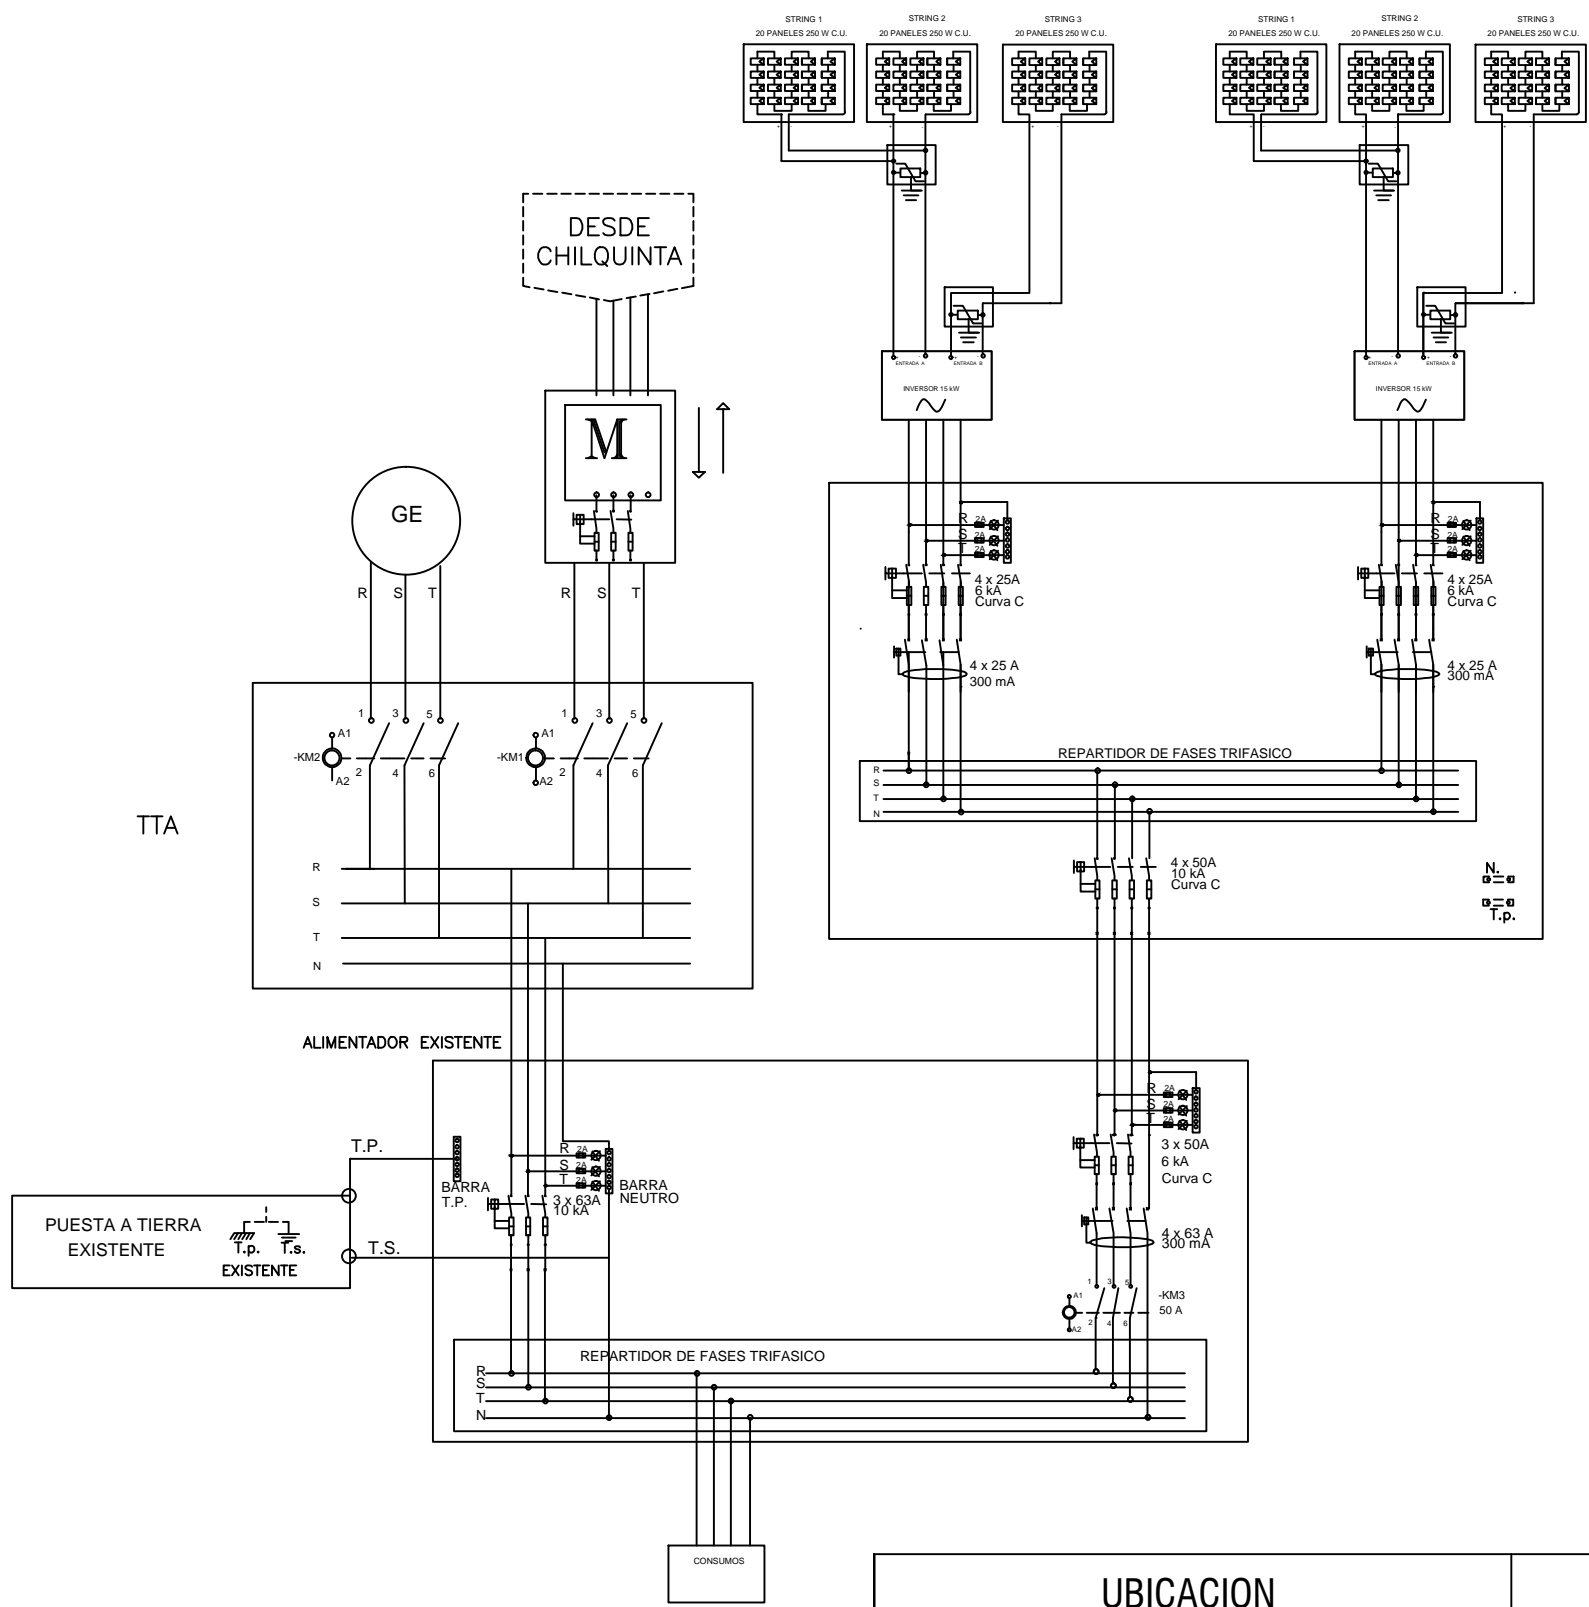 STRING 1
20 PANELES 250 W C.U.
STRING 2
20 PANELES 250 W C.U.
STRING 3
20 PANELES 250 W C.U.
STRING 1
20 PANELES 250 W C.U.
STRING 2
20 PANELES 250 W C.U.
STRING 3
20 PANELES 250 W C.U.
+ -
+ -
+ -
+ -
+ -
+ -
DESDE
CHILQUINTA
+ - + -
ENTRADA A ENTRADA B
INVERSOR 15 kW
+ - + -
ENTRADA A ENTRADA B
INVERSOR 15 kW
M
GE
R S T
R S T
R 2A
S 2A
T 2A
4 x 25A
6 kA
Curva C
4 x 25 A
300 mA
R 2A
S 2A
T 2A
4 x 25A
6 kA
Curva C
4 x 25 A
300 mA
1 3 5
A1
-KM2
A2
2 4 6
1 3 5
A1
-KM1
A2
2 4 6
TTA
R
S
T
N
REPARTIDOR DE FASES TRIFASICO
R
S
T
N
4 x 50A
10 kA
Curva C
N.
T.p.
ALIMENTADOR EXISTENTE
T.P.
BARRA
T.P.
R 2A
S 2A
T 2A
BARRA
NEUTRO
3 x 63A
10 kA
PUESTA A TIERRA
EXISTENTE
T.p. T.s.
EXISTENTE
T.S.
R 2A
S 2A
T 2A
3 x 50A
6 kA
Curva C
4 x 63 A
300 mA
1 3 5
A1
A2
2 4 6
-KM3
50 A
REPARTIDOR DE FASES TRIFASICO
R
S
T
N
CONSUMOS
UBICACION